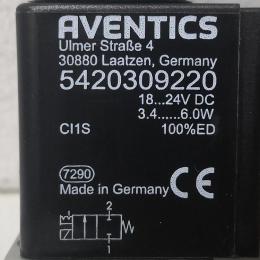 AVENTICS
Ulmer Straße 4
30880 Laatzen, Germany
5420309220
18...24V DC
3.4......6.0W
CI1S 100%ED
7290
Made in Germany CE
2
1